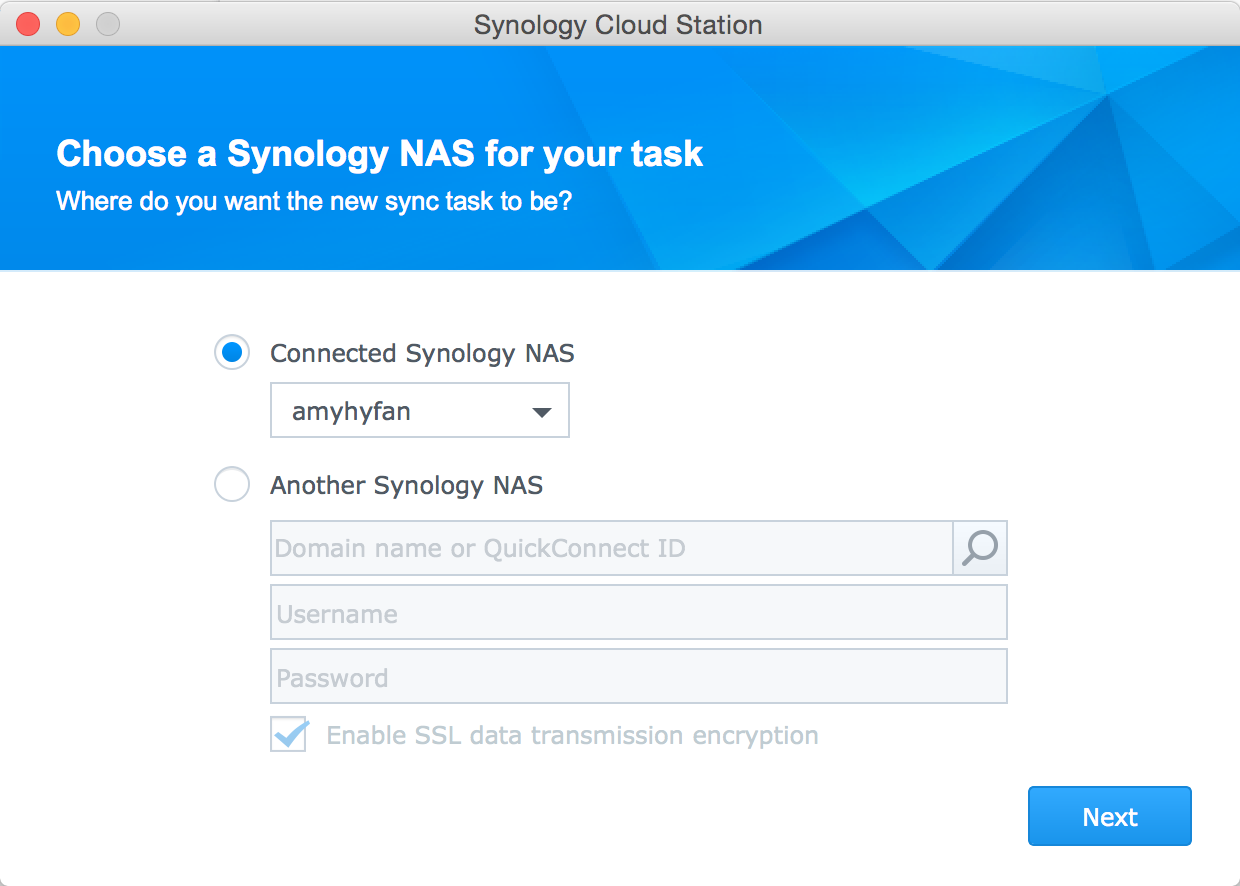 Synology Cloud Station
Choose a Synology NAS for your task
Where do you want the new sync task to be?
Connected Synology NAS
amyhyfan
Another Synology NAS
Domain name or QuickConnect ID
Username
Password
Enable SSL data transmission encryption
Next